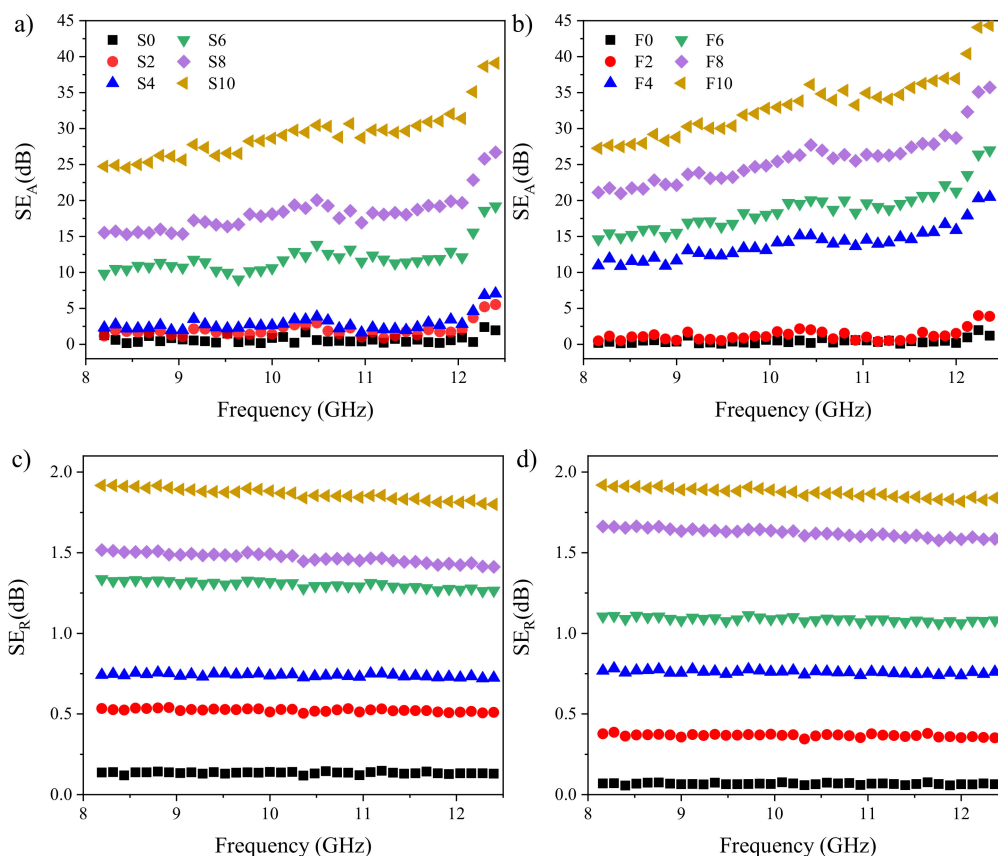 a)
S0 S6
S2 S8
S4 S10
45
40
35
30
25
20
15
10
5
0
SE_A(dB)
8 9 10 11 12
Frequency (GHz)
b)
F0 F6
F2 F8
F4 F10
45
40
35
30
25
20
15
10
5
0
SE_A(dB)
8 9 10 11 12
Frequency (GHz)
c)
2.0
1.5
1.0
0.5
0.0
SE_R(dB)
8 9 10 11 12
Frequency (GHz)
d)
2.0
1.5
1.0
0.5
0.0
SE_R(dB)
8 9 10 11 12
Frequency (GHz)